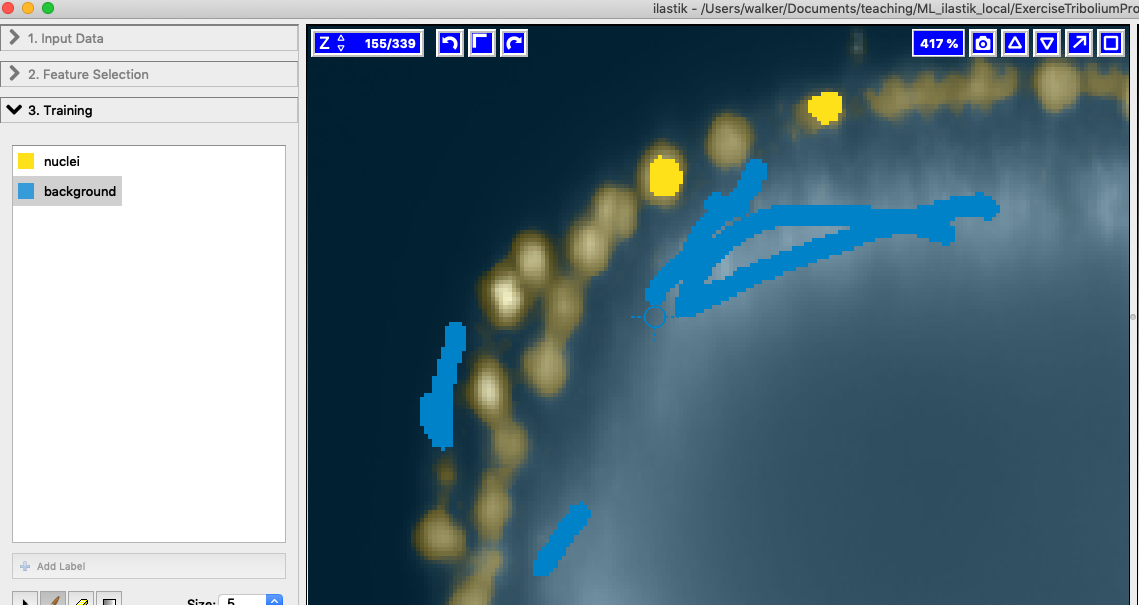 ilastik - /Users/walker/Documents/teaching/ML_ilastik_local/ExerciseTriboliumPro
1. Input Data
2. Feature Selection
3. Training
nuclei
background
Add Label
Size: 5
Z 155/339
417 %